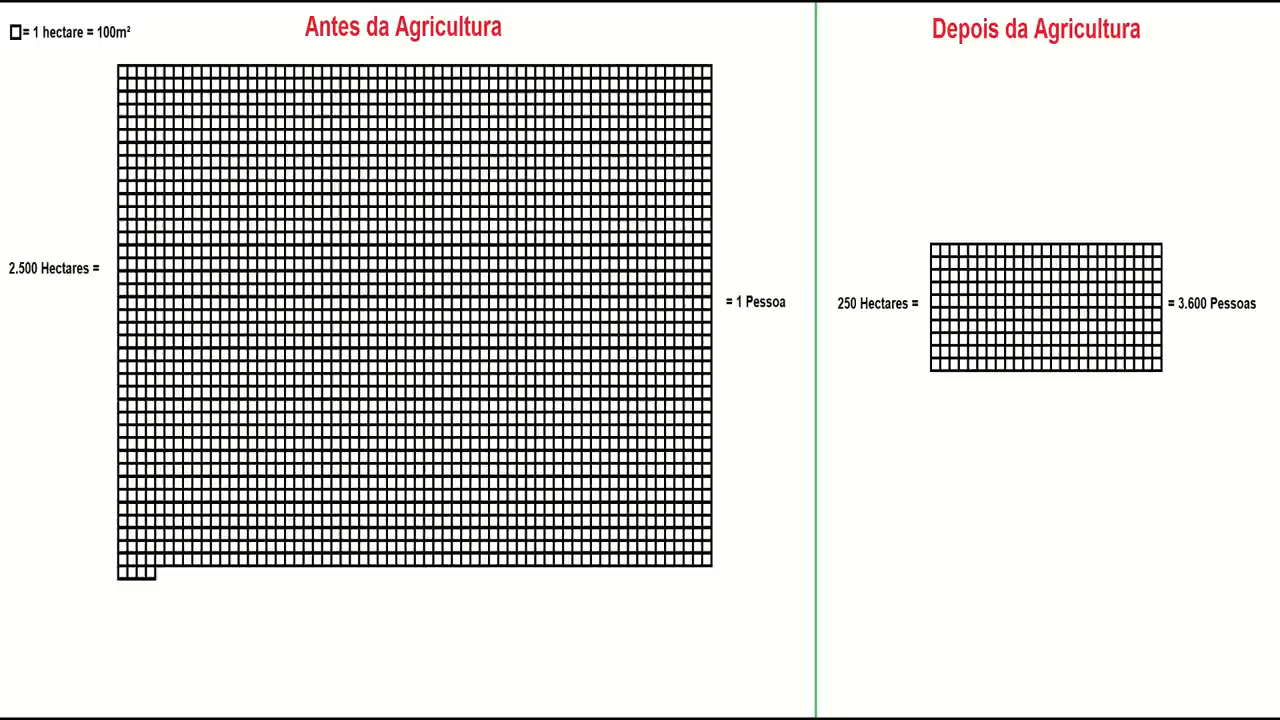 = 1 hectare = 100m²
Antes da Agricultura
Depois da Agricultura
2.500 Hectares =
= 1 Pessoa
250 Hectares =
= 3.600 Pessoas